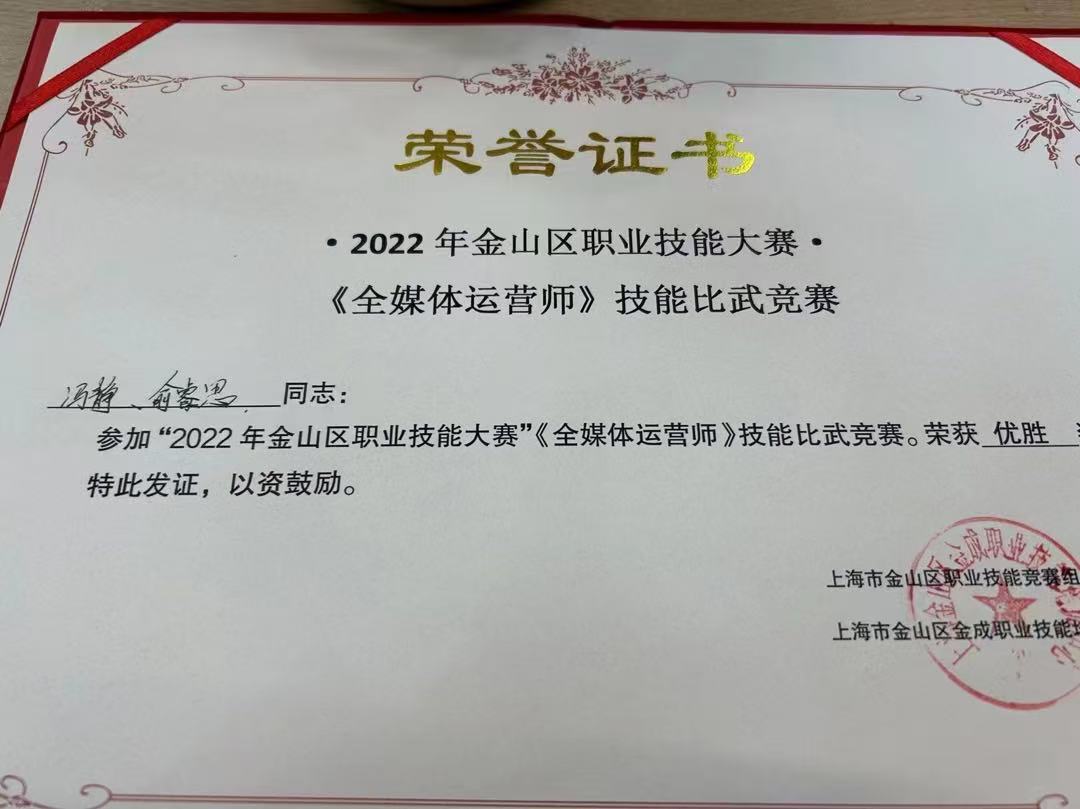 荣誉证书
·2022年金山区职业技能大赛·
《全媒体运营师》技能比武竞赛
冯静、俞睿思 同志：
参加“2022年金山区职业技能大赛”《全媒体运营师》技能比武竞赛。荣获 优胜
特此发证，以资鼓励。
上海市金山区职业技能竞赛组
上海市金山区金成职业技能